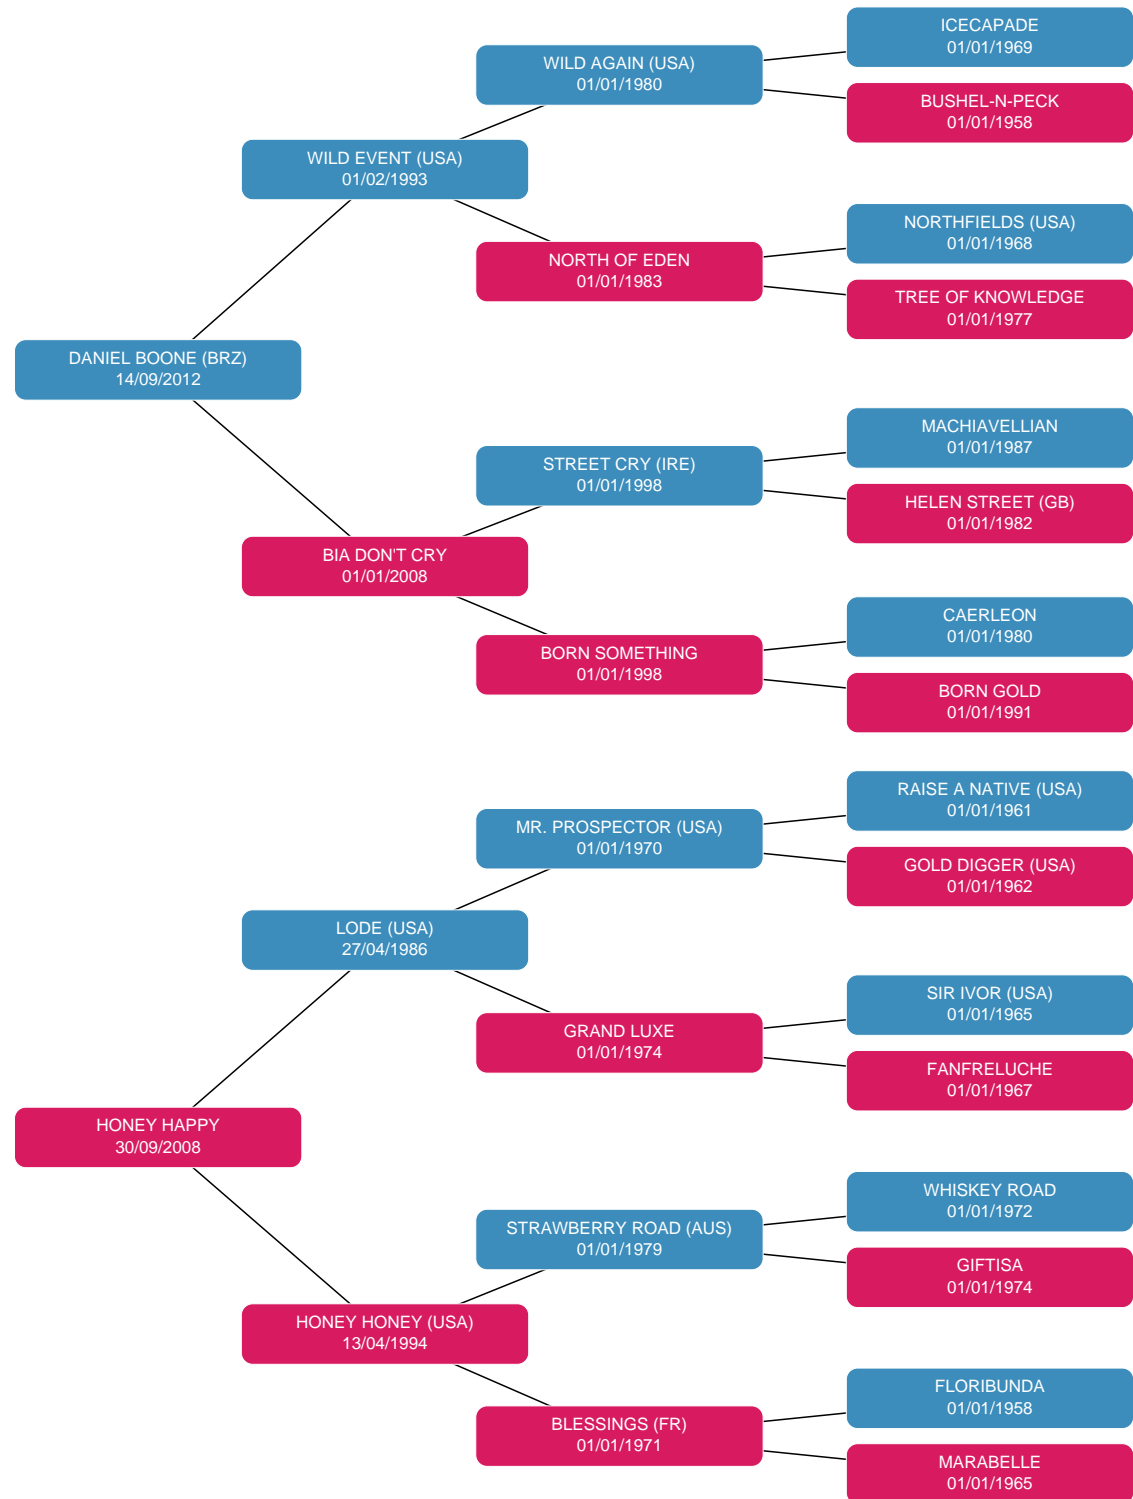 ICECAPADE
01/01/1969
WILD AGAIN (USA)
01/01/1980
BUSHEL-N-PECK
01/01/1958
WILD EVENT (USA)
01/02/1993
NORTHFIELDS (USA)
01/01/1968
NORTH OF EDEN
01/01/1983
TREE OF KNOWLEDGE
01/01/1977
DANIEL BOONE (BRZ)
14/09/2012
MACHIAVELLIAN
01/01/1987
STREET CRY (IRE)
01/01/1998
HELEN STREET (GB)
01/01/1982
BIA DON'T CRY
01/01/2008
CAERLEON
01/01/1980
BORN SOMETHING
01/01/1998
BORN GOLD
01/01/1991
RAISE A NATIVE (USA)
01/01/1961
MR. PROSPECTOR (USA)
01/01/1970
GOLD DIGGER (USA)
01/01/1962
LODE (USA)
27/04/1986
SIR IVOR (USA)
01/01/1965
GRAND LUXE
01/01/1974
FANFRELUCHE
01/01/1967
HONEY HAPPY
30/09/2008
WHISKEY ROAD
01/01/1972
STRAWBERRY ROAD (AUS)
01/01/1979
GIFTISA
01/01/1974
HONEY HONEY (USA)
13/04/1994
FLORIBUNDA
01/01/1958
BLESSINGS (FR)
01/01/1971
MARABELLE
01/01/1965